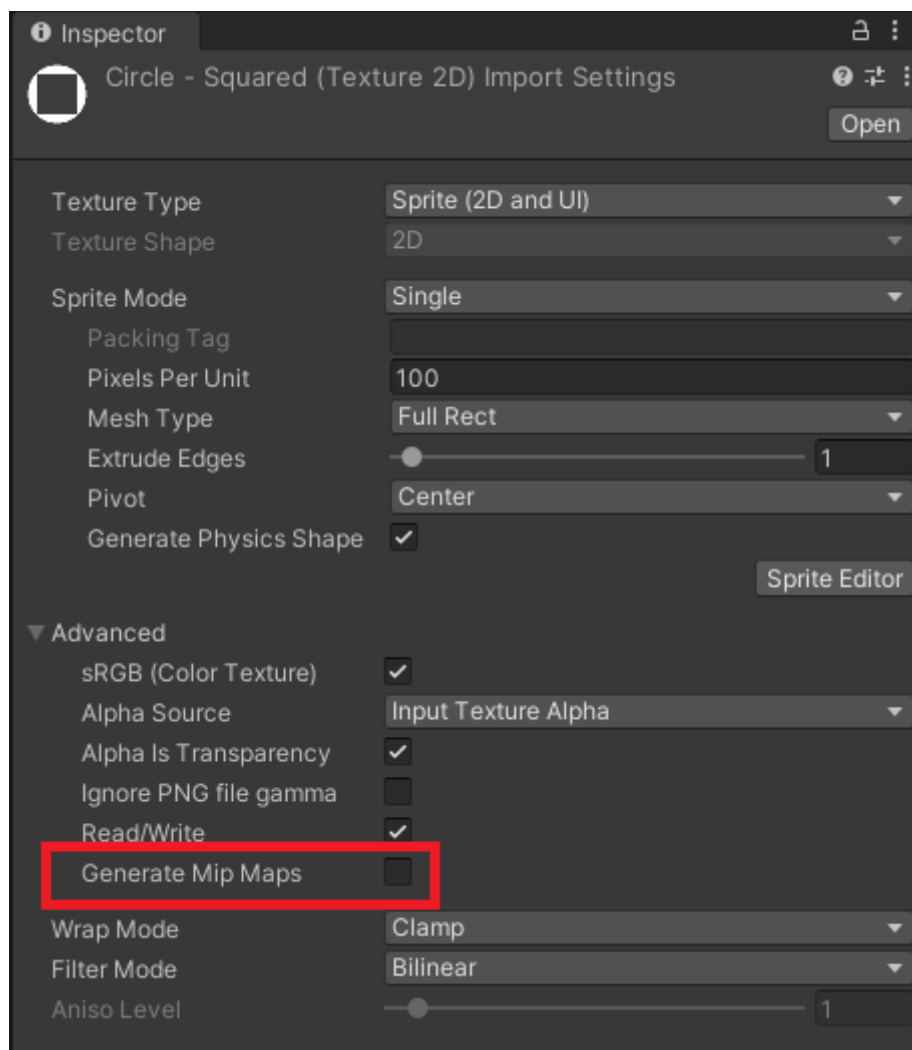 Inspector
Circle - Squared (Texture 2D) Import Settings
Open
Texture Type Sprite (2D and UI)
Texture Shape 2D
Sprite Mode Single
Packing Tag
Pixels Per Unit 100
Mesh Type Full Rect
Extrude Edges 1
Pivot Center
Generate Physics Shape
Sprite Editor
Advanced
sRGB (Color Texture)
Alpha Source Input Texture Alpha
Alpha Is Transparency
Ignore PNG file gamma
Read/Write
Generate Mip Maps
Wrap Mode Clamp
Filter Mode Bilinear
Aniso Level 1